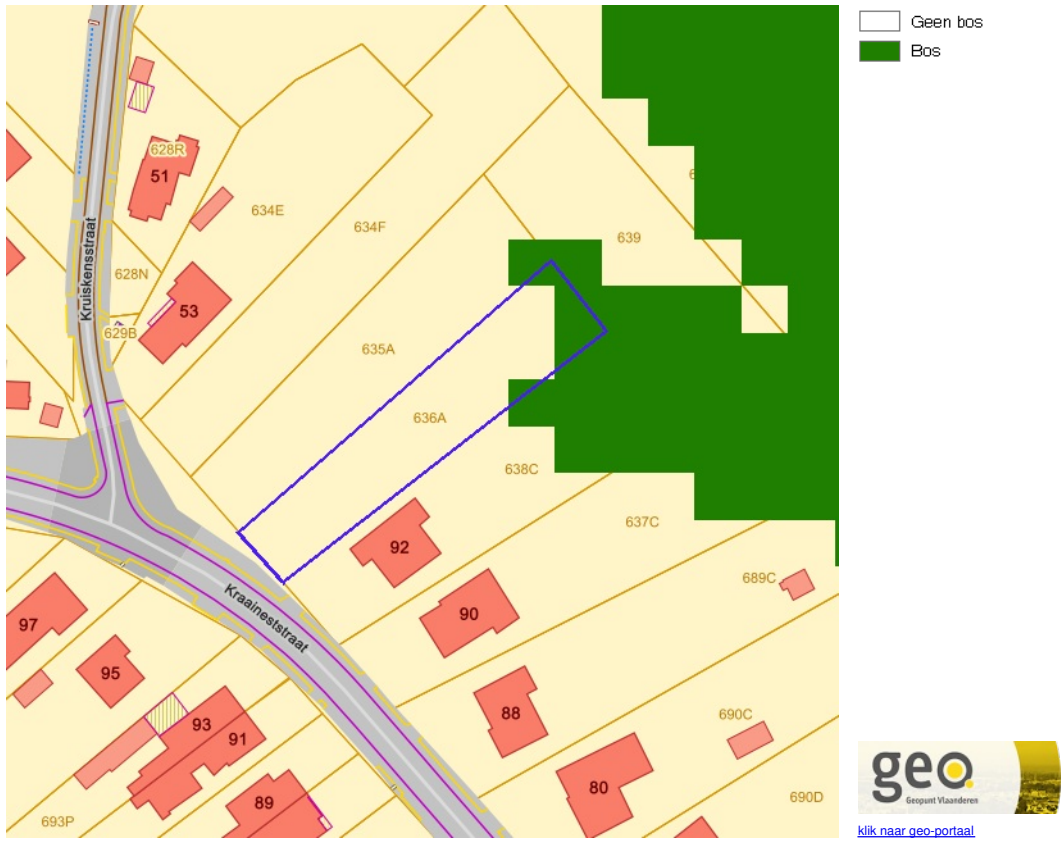 Geen bos
Bos
628R
51
634E
634F
639
Kruiskensstraat
628N
53
629B
635A
636A
638C
637C
92
689C
Kraaineststraat
90
97
95
88
93
91
690C
80
690D
89
693P
geo.
Geopunt Vlaanderen
klik naar geo-portaal